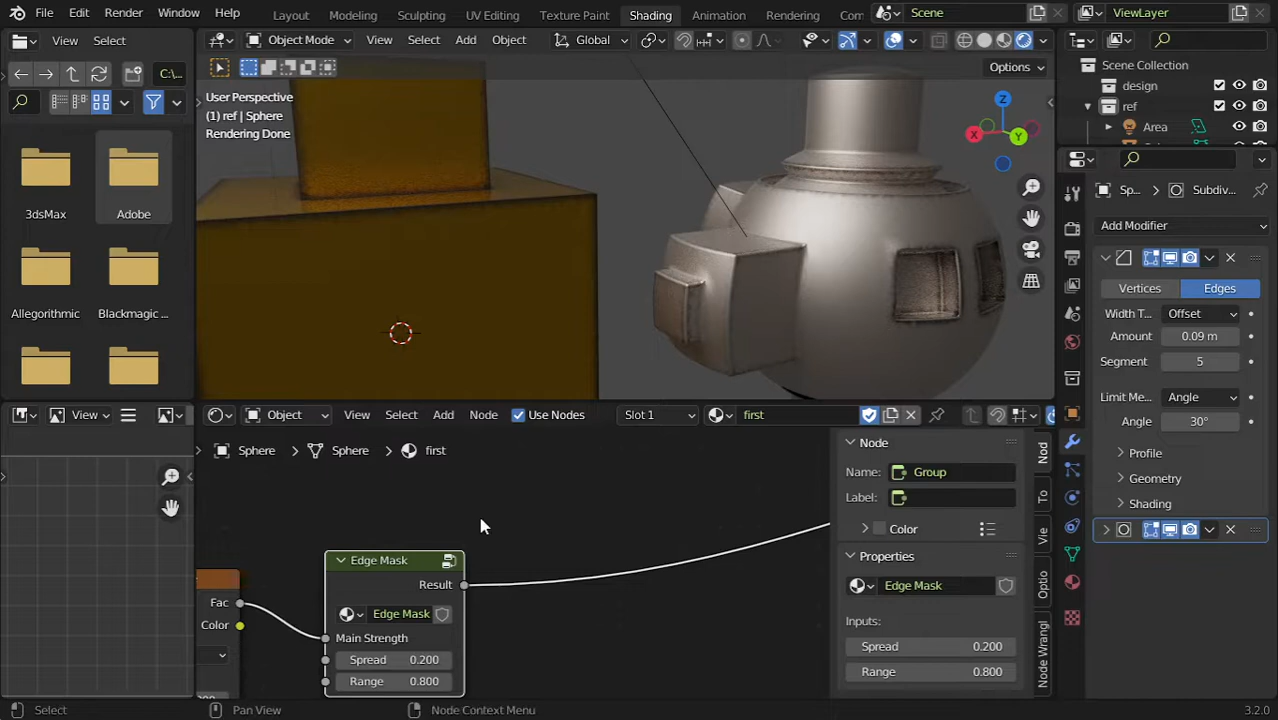 File Edit Render Window Help Layout Modeling Sculpting UV Editing Texture Paint Shading Animation Rendering Com Scene ViewLayer
View Select Object Mode View Select Add Object Global
C:\... Options
User Perspective
(1) ref | Sphere
Rendering Done
Z
X Y
Scene Collection
design
ref
Area
3dsMax Adobe
Allegorithmic Blackmagic ...
Sp... Subdiv...
Add Modifier
Vertices Edges
Width T... Offset
Amount 0.09 m
Segment 5
Limit Me... Angle
Angle 30°
Profile
Geometry
Shading
View Object View Select Add Node Use Nodes Slot 1 first
Sphere Sphere first
Node
Name: Group
Label:
Color
Properties
Edge Mask
Inputs:
Spread 0.200
Range 0.800
Nod
To
Vie
Optio
Node Wrangl
Edge Mask
Result
Edge Mask
Main Strength
Spread 0.200
Range 0.800
Fac
Color
Select Pan View Node Context Menu 3.2.0